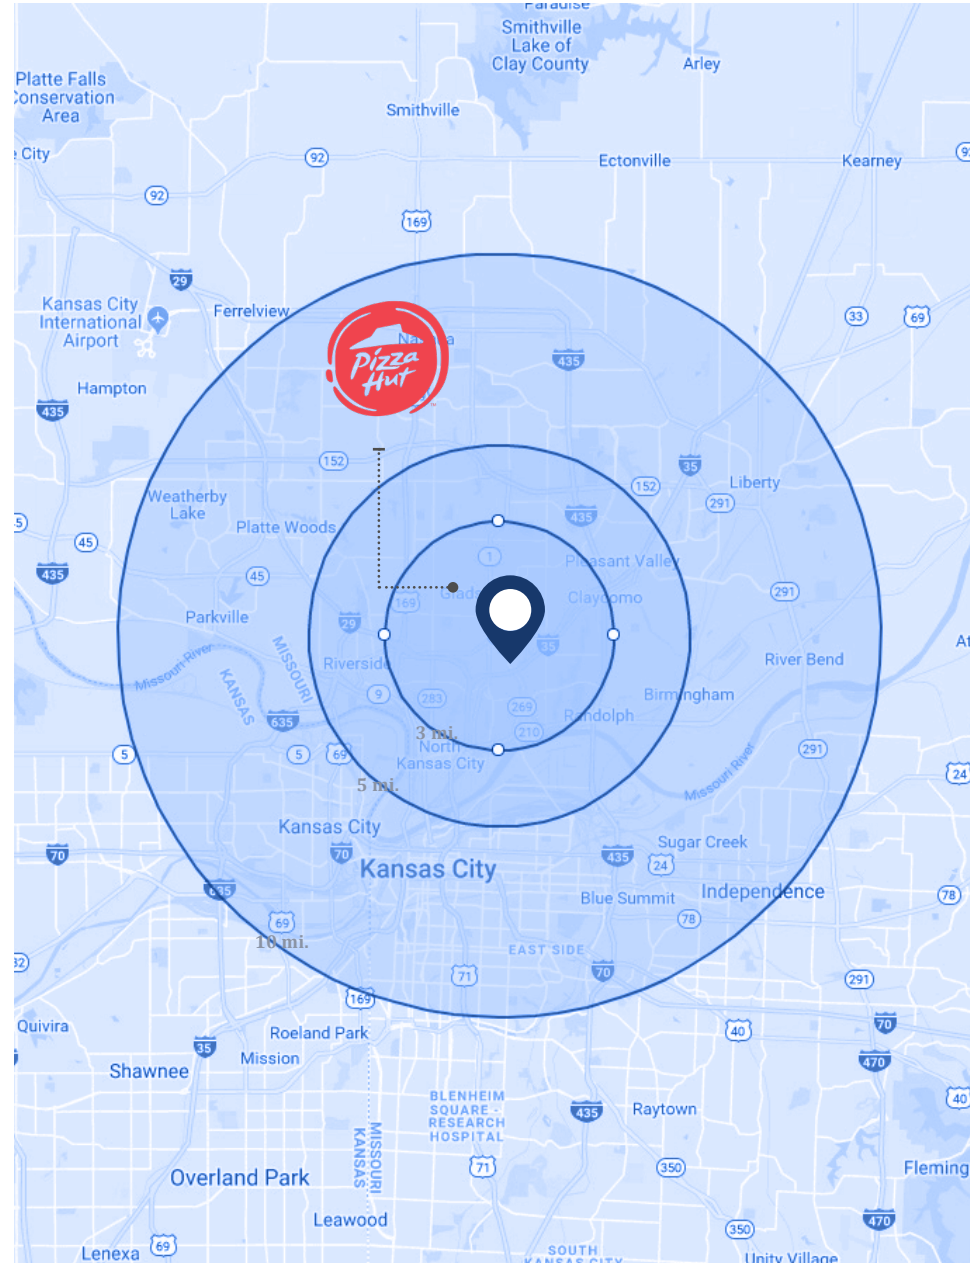 Paradise
Smithville
Lake of
Clay County
Arley
Platte Falls
Conservation
Area
Smithville
e City
92
Ectonville
Kearney
92
169
29
Kansas City
International
Airport
Ferrelview
33
69
Pizza
Hut
435
Hampton
435
152
35
Liberty
152
291
Weatherby
Lake
Platte Woods
435
45
1
Pleasant Valley
435
45
169
Claycomo
291
Parkville
29
35
MISSOURI
KANSAS
Missouri River
Riverside
River Bend
9
283
269
Birmingham
Randolph
635
210
3 mi.
North
Kansas City
5
5
69
291
Missouri River
24
5 mi.
Kansas City
70
70
Kansas City
435
Sugar Creek
24
635
Blue Summit
Independence
78
69
78
10 mi.
EAST SIDE
71
70
291
169
Quivira
Roeland Park
40
70
35
Mission
Shawnee
470
BLENHEIM
SQUARE -
RESEARCH
HOSPITAL
435
Raytown
40
MISSOURI
KANSAS
71
350
Fleming
Overland Park
Leawood
350
470
Lenexa
69
SOUTH
KANSAS CITY
Unity Village